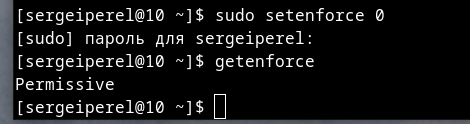 [sergeiperel@10 ~]$ sudo setenforce 0
[sudo] пароль для sergeiperel:
[sergeiperel@10 ~]$ getenforce
Permissive
[sergeiperel@10 ~]$